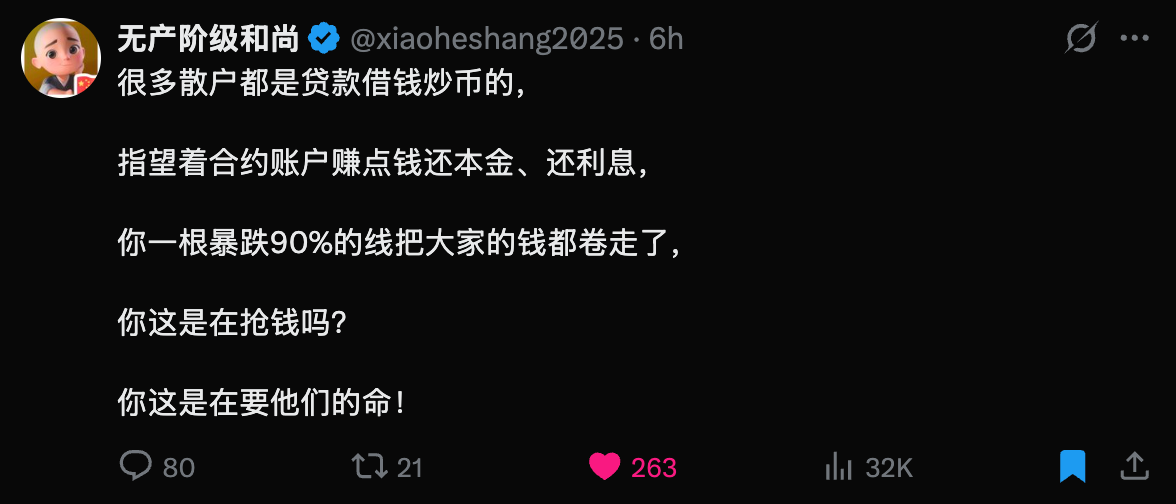 无产阶级和尚 @xiaoheshang2025 · 6h
很多散户都是贷款借钱炒币的，
指望着合约账户赚点钱还本金、还利息，
你一根暴跌90%的线把大家的钱都卷走了，
你这是在抢钱吗？
你这是在要他们的命！
80 21 263 32K